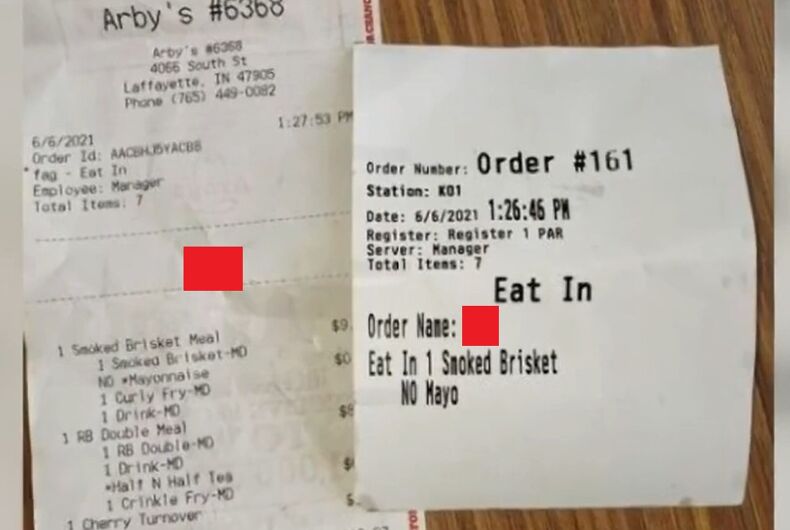 Arby's #6368
Arby's #6368
4066 South St
Laffayette, IN 47905
Phone (765) 449-0082
1:27:53 PM
6/6/2021
Order Id: AACBHJ5YACB8
*fag - Eat In
Employee: Manager
Total Items: 7
1 Smoked Brisket Meal $9.
1 Smoked Brisket-MD $0
NO *Mayonnaise
1 Curly Fry-MD
1 Drink-MD
1 RB Double Meal
1 RB Double-MD
1 Drink-MD
*Half N Half Tea
1 Crinkle Fry-MD
1 Cherry Turnover
Order Number: Order #161
Station: K01
Date: 6/6/2021 1:26:46 PM
Register: Register 1 PAR
Server: Manager
Total Items: 7
Eat In
Order Name:
Eat In 1 Smoked Brisket
NO Mayo